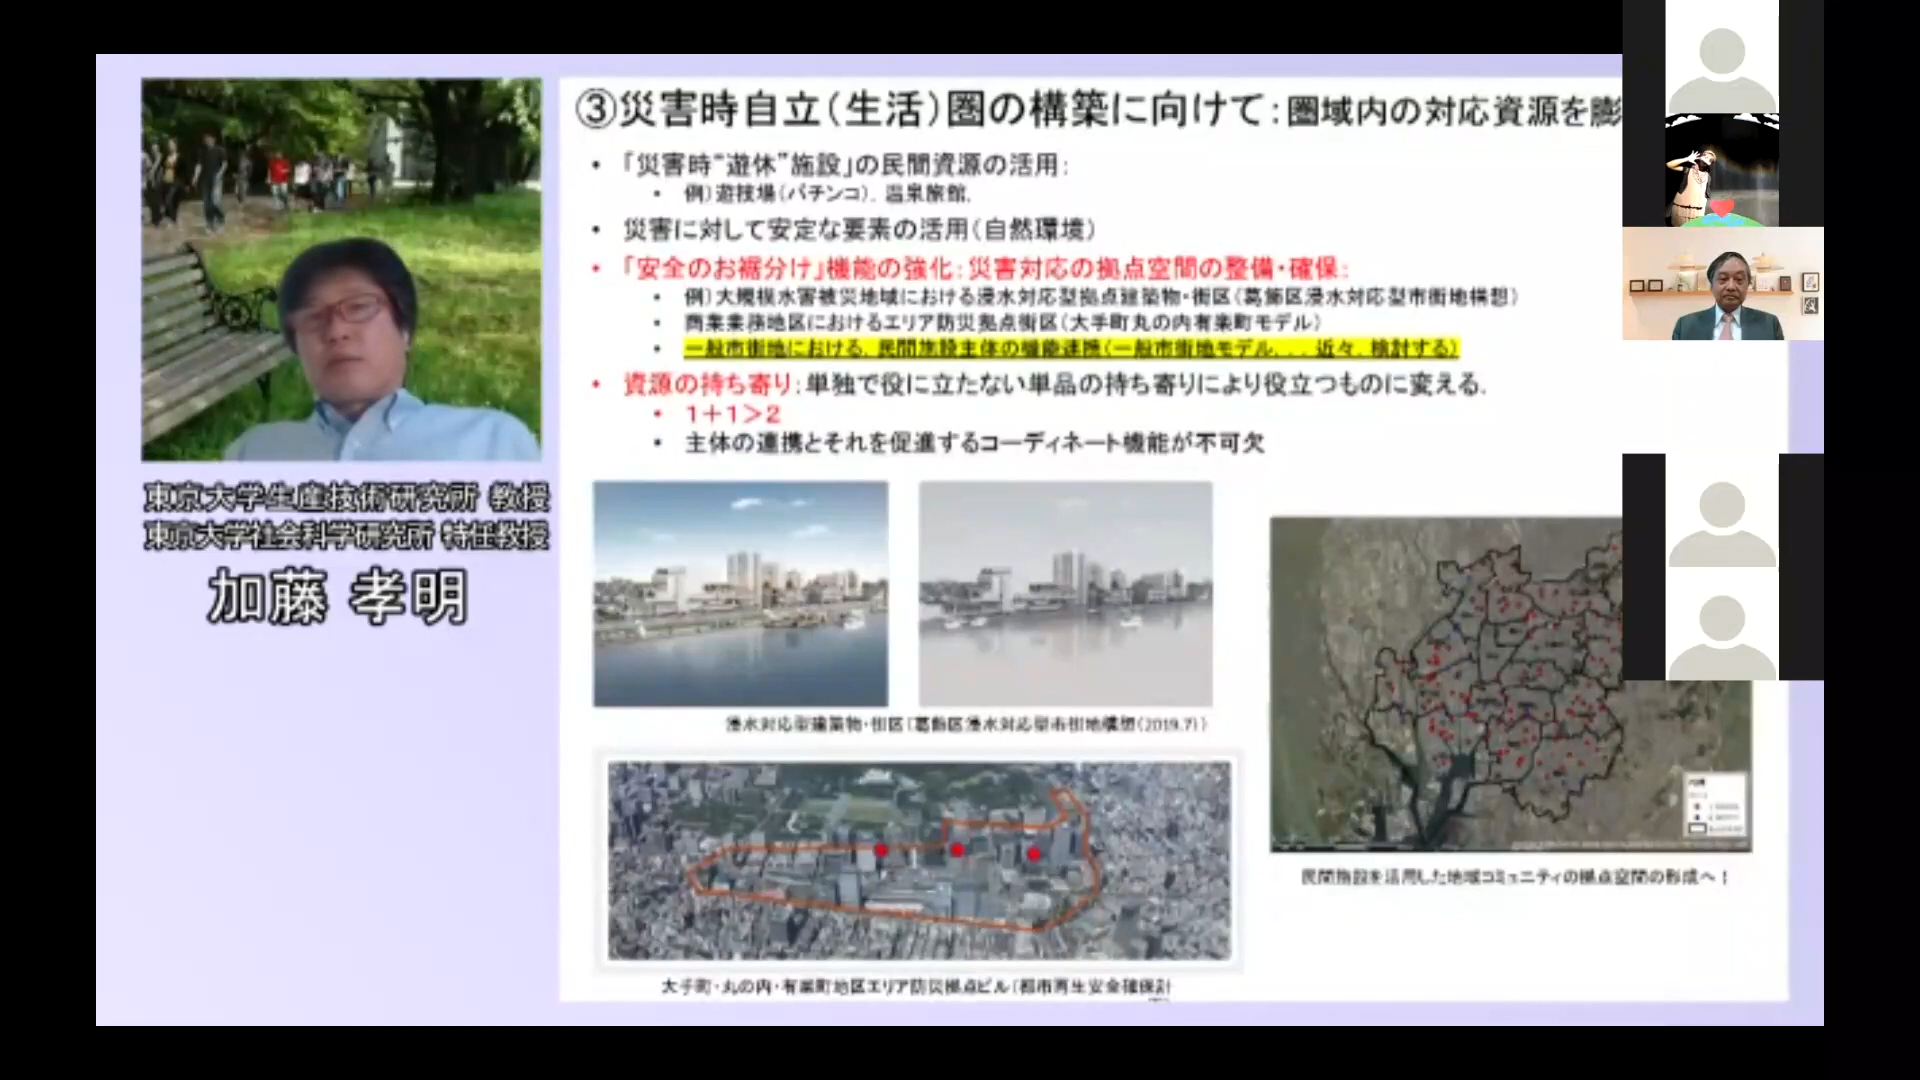 東京大学生産技術研究所 教授
東京大学社会科学研究所 特任教授
加藤 孝明
③災害時自立(生活)圏の構築に向けて:圏域内の対応資源を膨
・「災害時“遊休”施設」の民間資源の活用:
・例)遊技場(パチンコ)．温泉旅館．
・災害に対して安定な要素の活用(自然環境)
・「安全のお裾分け」機能の強化:災害対応の拠点空間の整備・確保:
・例)大規模水害被災地域における浸水対応型拠点建築物・街区(葛飾区浸水対応型市街地構想)
・商業業務地区におけるエリア防災拠点街区(大手町丸の内有楽町モデル)
・一般市街地における，民間施設主体の機能連携(一般市街地モデル．．．近々，検討する)
・資源の持ち寄り:単独で役に立たない単品の持ち寄りにより役立つものに変える．
・1＋1＞2
・主体の連携とそれを促進するコーディネート機能が不可欠
浸水対応型建築物・街区(葛飾区浸水対応型市街地構想(2019.7))
民間施設を活用した地域コミュニティの拠点空間の形成へ！
大手町・丸の内・有楽町地区エリア防災拠点ビル(都市再生安全確保計